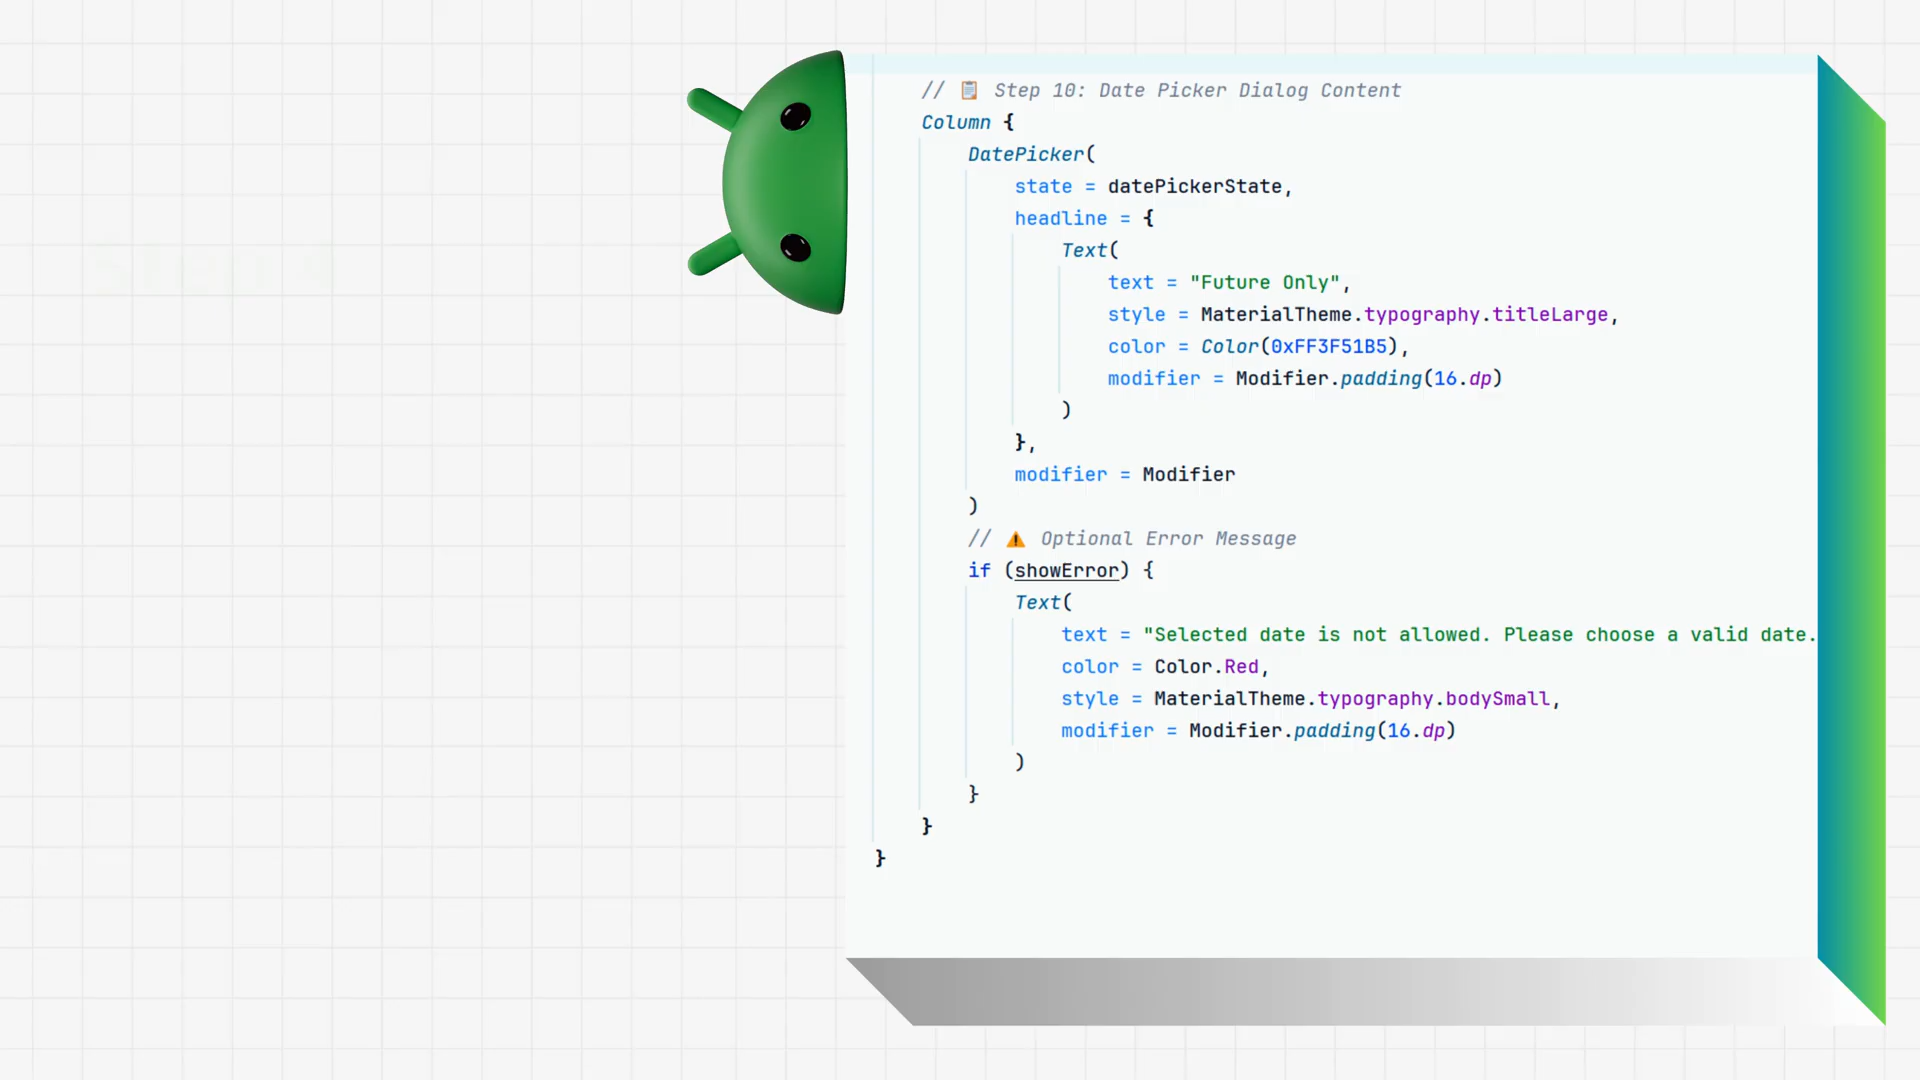 // 📋 Step 10: Date Picker Dialog Content
Column {
DatePicker(
state = datePickerState,
headline = {
Text(
text = "Future Only",
style = MaterialTheme.typography.titleLarge,
color = Color(0xFF3F51B5),
modifier = Modifier.padding(16.dp)
)
},
modifier = Modifier
)
// ⚠️ Optional Error Message
if (showError) {
Text(
text = "Selected date is not allowed. Please choose a valid date.
color = Color.Red,
style = MaterialTheme.typography.bodySmall,
modifier = Modifier.padding(16.dp)
)
}
}
}